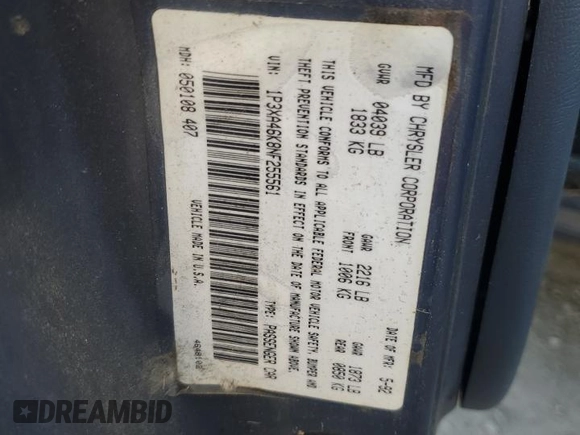 MFD BY CHRYSLER CORPORATION
DATE OF MFR:
GVWR 04039 LB
1833 KG
GAWR FRONT 2216 LB
1006 KG
GAWR REAR 1873 LB
0850 KG
THIS VEHICLE CONFORMS TO ALL APPLICABLE FEDERAL MOTOR VEHICLE SAFETY, BUMPER AND
THEFT PREVENTION STANDARDS IN EFFECT ON THE DATE OF MANUFACTURE SHOWN ABOVE.
VIN: 1P3XA46K8NF255561
TYPE: PASSENGER CAR
MDH: 050108 407
VEHICLE MADE IN U.S.A.
DREAMBID